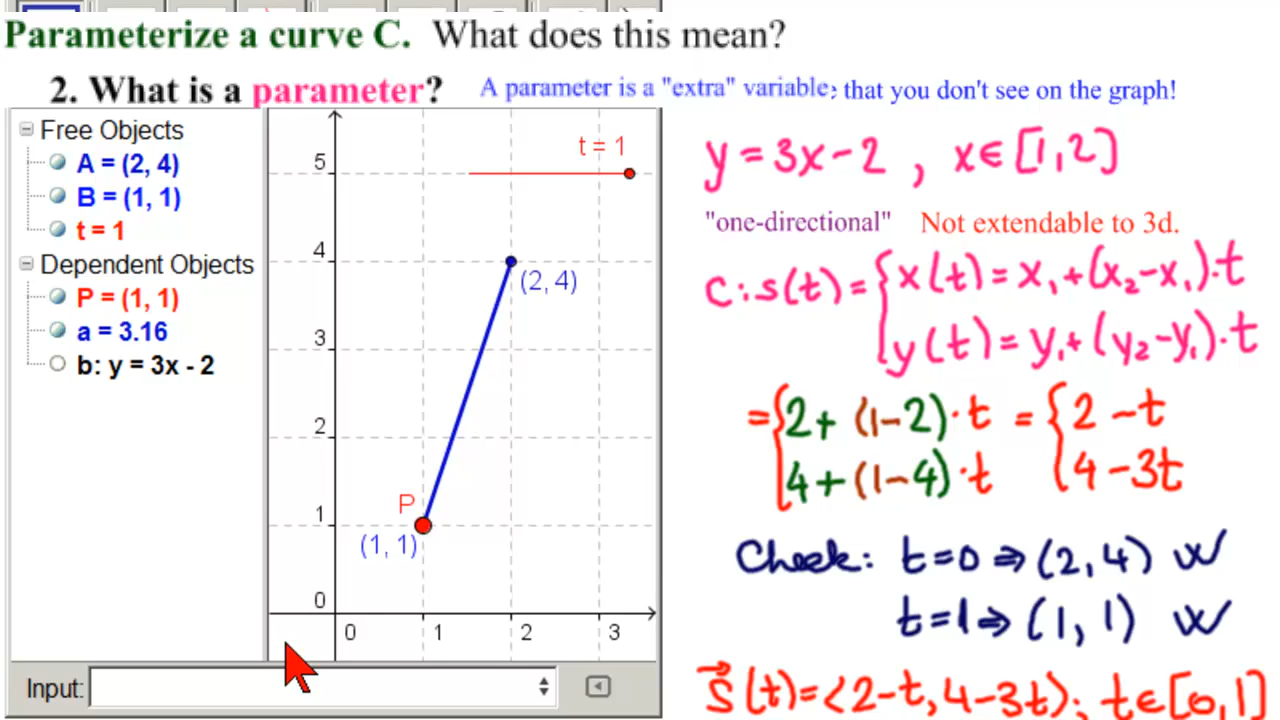 Parameterize a curve C. What does this mean?
2. What is a parameter? A parameter is a "extra" variable that you don't see on the graph!
Free Objects
A = (2, 4)
B = (1, 1)
t = 1
Dependent Objects
P = (1, 1)
a = 3.16
b: y = 3x - 2
t = 1
5
4
(2, 4)
3
2
P
1
(1, 1)
0
0 1 2 3
Input:
y = 3x - 2 , x ∈ [1, 2]
"one-directional" Not extendable to 3d.
C: s(t) = { x(t) = x₁ + (x₂ - x₁)·t
y(t) = y₁ + (y₂ - y₁)·t
= { 2 + (1-2)·t = { 2 - t
4 + (1-4)·t 4 - 3t
Check: t = 0 ⇒ (2, 4)
t = 1 ⇒ (1, 1)
s⃗(t) = ⟨2-t, 4-3t⟩; t ∈ [0, 1]